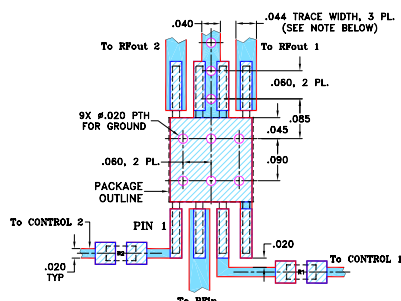 .040
.044 TRACE WIDTH, 3 PL.
(SEE NOTE BELOW)
To RFout 2
To RFout 1
.060, 2 PL.
9X ø.020 PTH
FOR GROUND
.085
.045
.060, 2 PL.
.090
PACKAGE
OUTLINE
PIN 1
To CONTROL 2
.020
To CONTROL 1
R2
R1
.020
TYP
To RFin